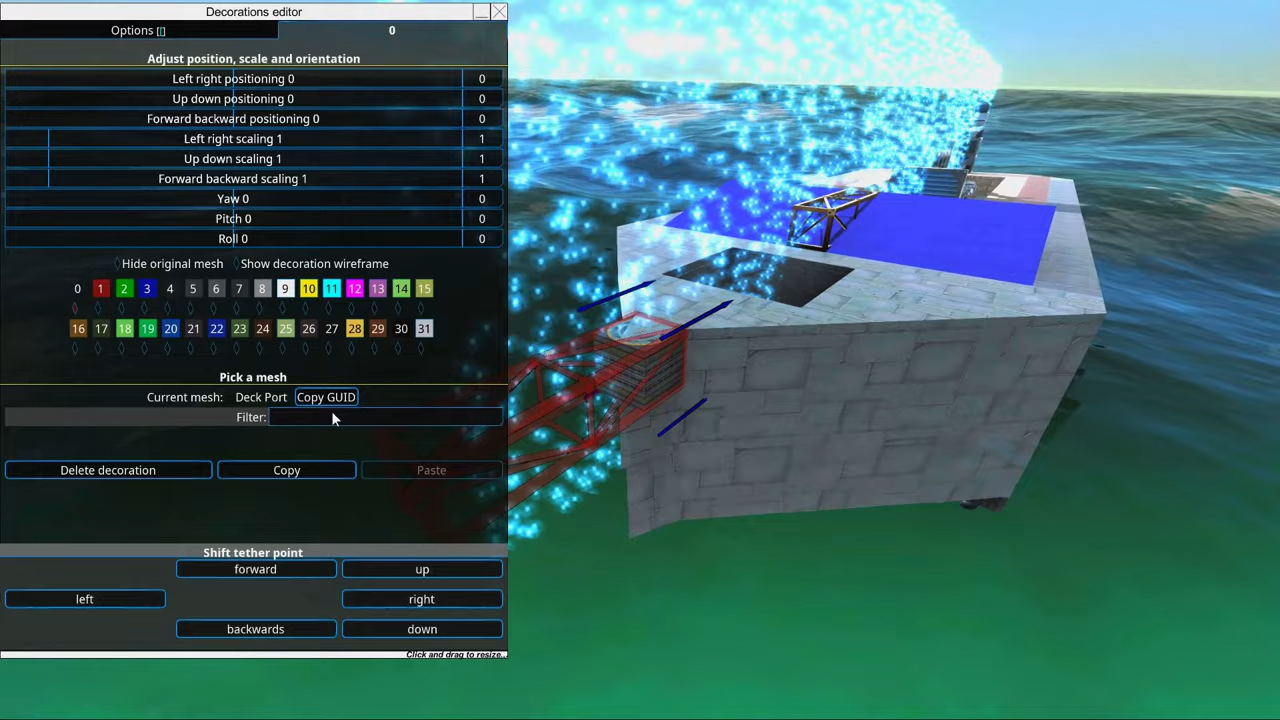 Decorations editor
Options [[]
0
Adjust position, scale and orientation
Left right positioning 0 0
Up down positioning 0 0
Forward backward positioning 0 0
Left right scaling 1 1
Up down scaling 1 1
Forward backward scaling 1 1
Yaw 0 0
Pitch 0 0
Roll 0 0
Hide original mesh Show decoration wireframe
0 1 2 3 4 5 6 7 8 9 10 11 12 13 14 15
16 17 18 19 20 21 22 23 24 25 26 27 28 29 30 31
Pick a mesh
Current mesh: Deck Port Copy GUID
Filter:
Delete decoration Copy Paste
Shift tether point
forward up
left right
backwards down
Click and drag to resize...